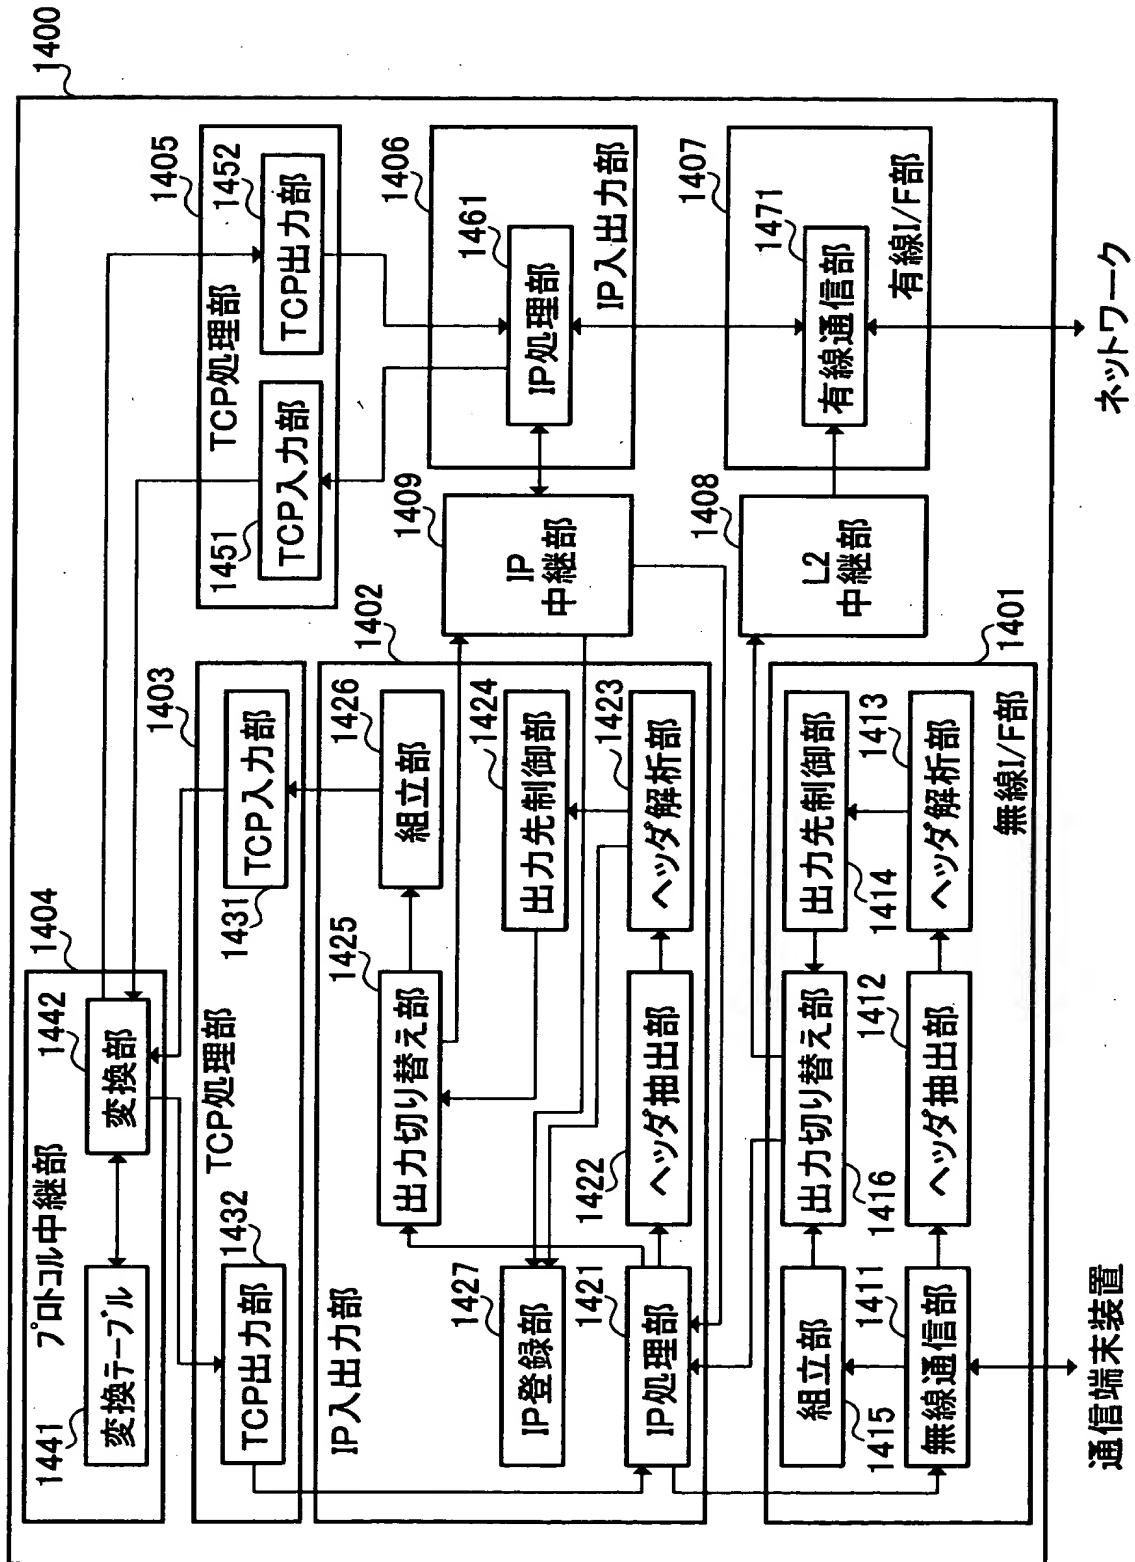 1400
1404
プロトコル中継部
1441
変換テーブル
1442
変換部
1403
TCP処理部
1432
TCP出力部
1431
TCP入力部
1405
TCP処理部
1451
TCP入力部
1452
TCP出力部
1402
IP入出力部
1427
IP登録部
1421
IP処理部
1425
出力切り替え部
1422
ヘッダ抽出部
1426
組立部
1424
出力先制御部
1423
ヘッダ解析部
1409
IP
中継部
1406
1461
IP処理部
IP入出力部
1401
無線I/F部
組立部
1415
1411
無線通信部
出力切り替え部
1416
1412
ヘッダ抽出部
出力先制御部
1414
1413
ヘッダ解析部
1408
L2
中継部
1407
1471
有線通信部
有線I/F部
通信端末装置
ネットワーク